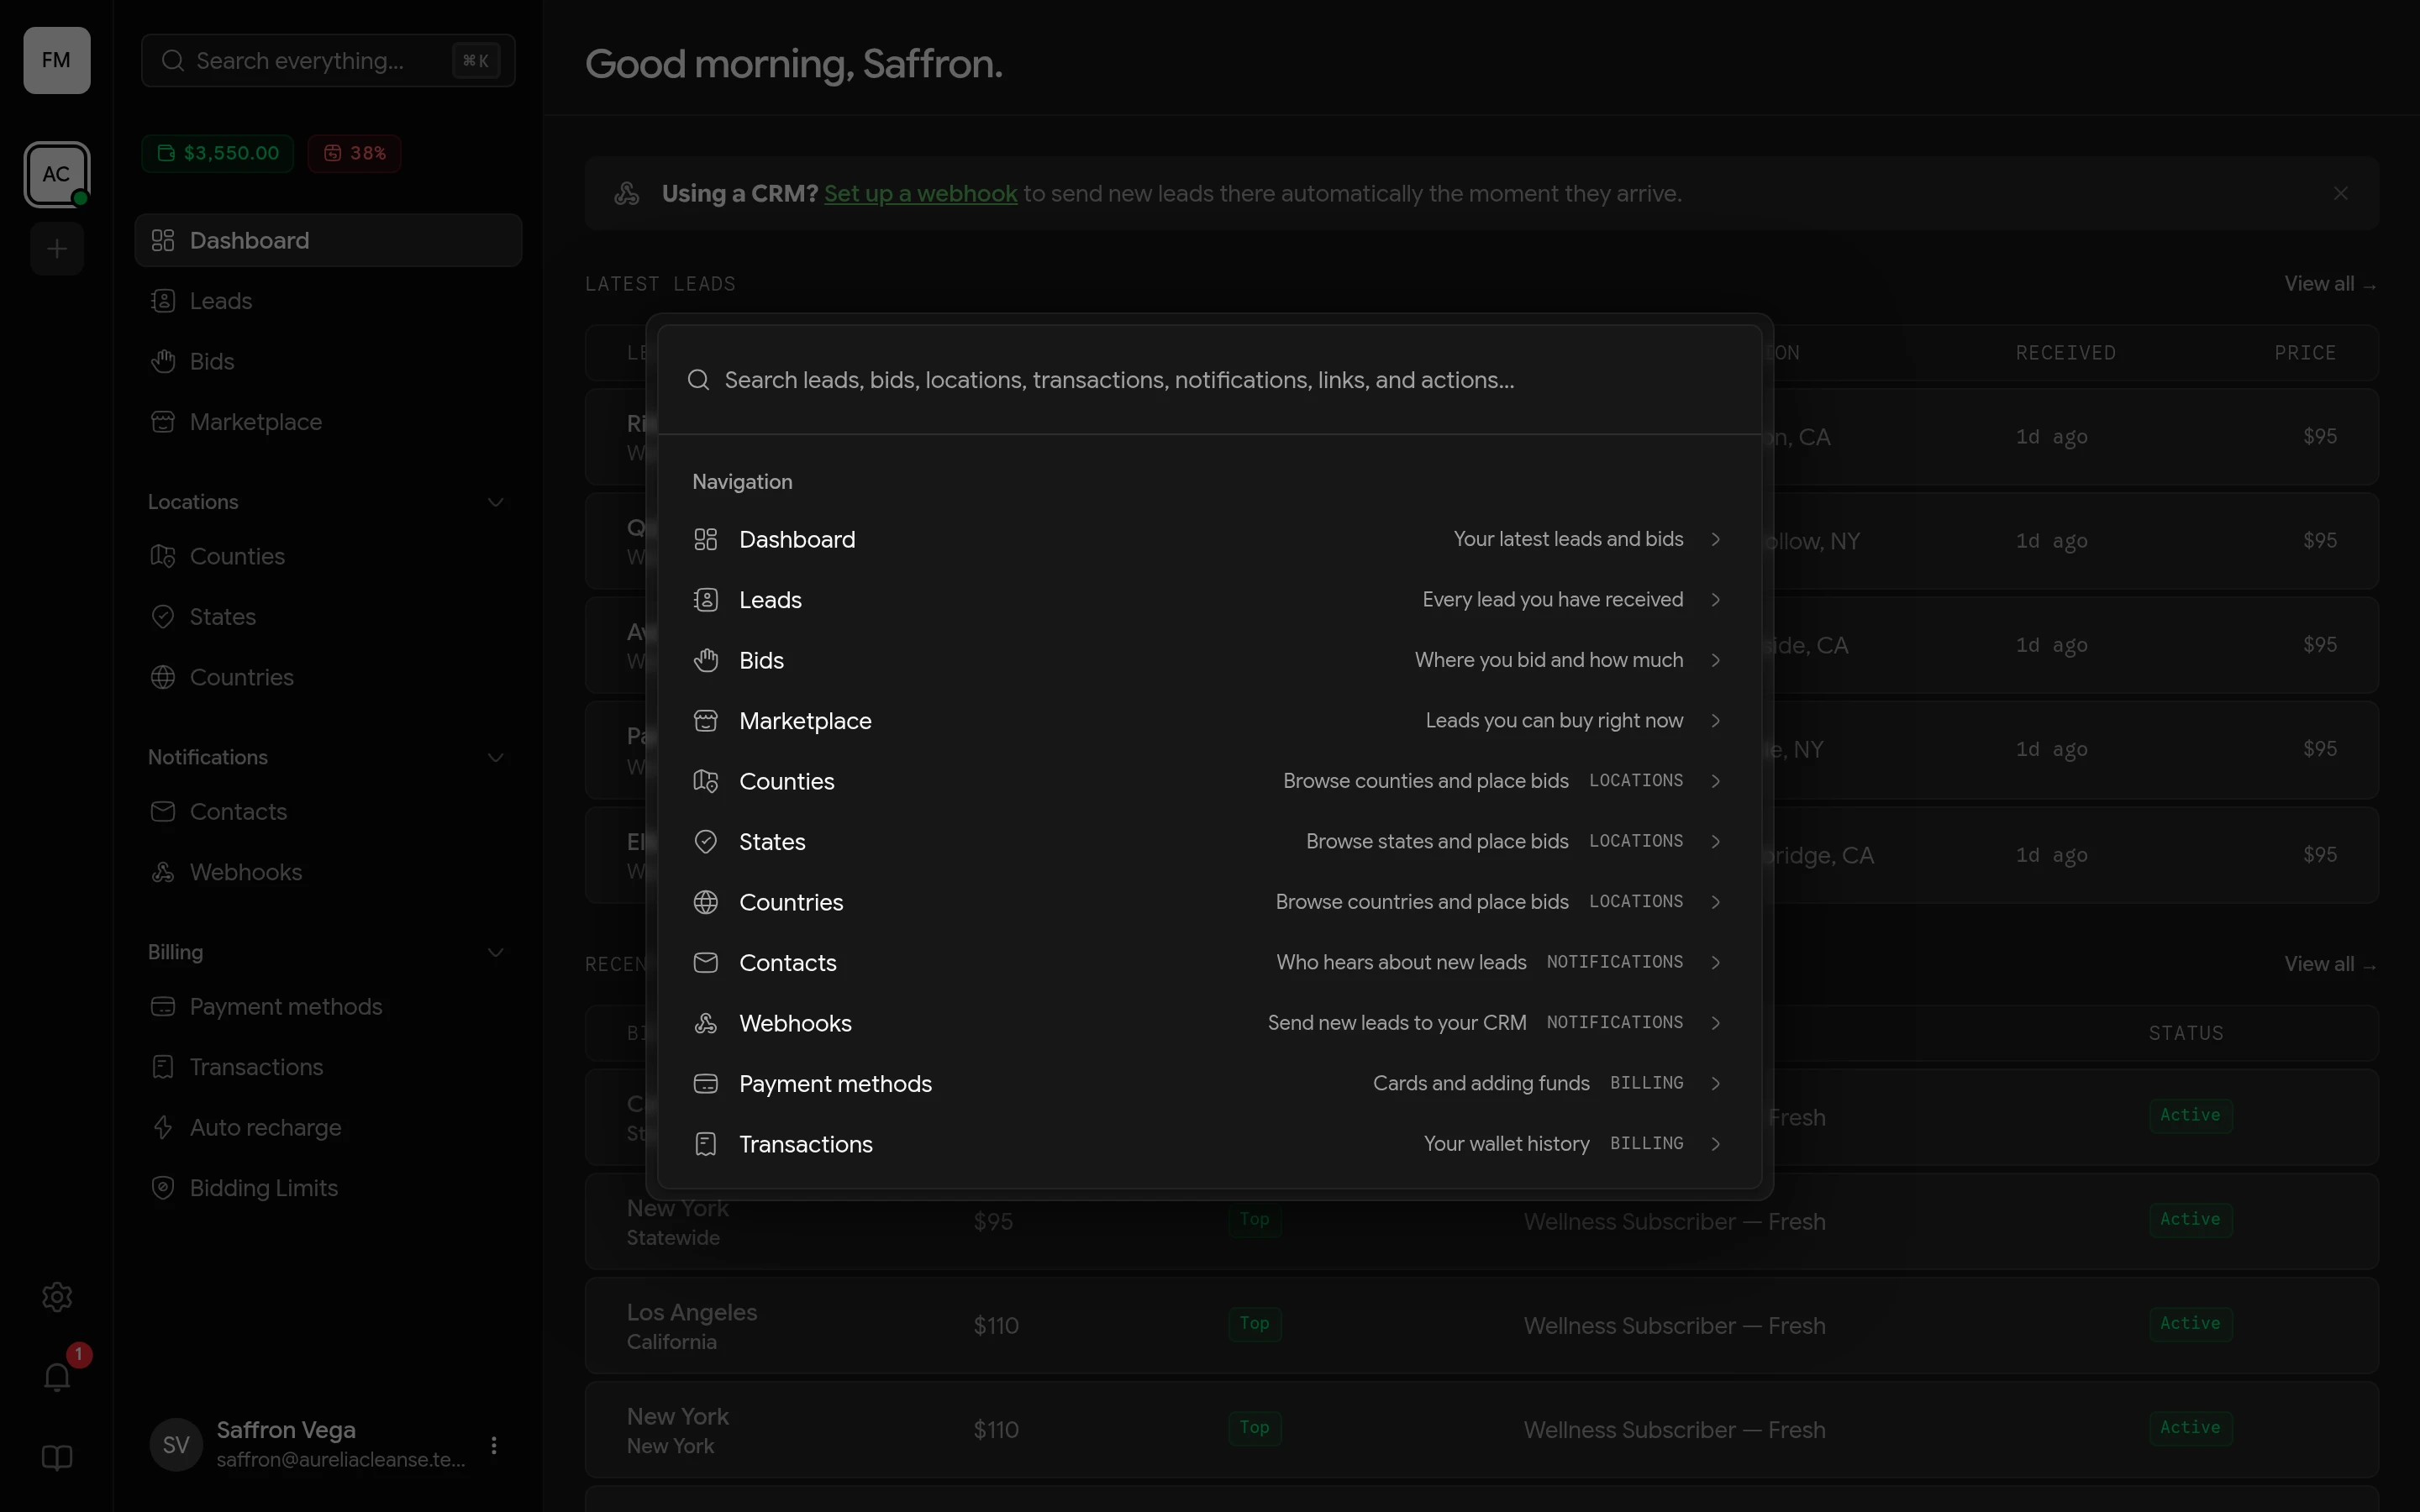 FM
AC
Search everything...
⌘K
$3,550.00
38%
Dashboard
Leads
Bids
Marketplace
Locations
Counties
States
Countries
Notifications
Contacts
Webhooks
Billing
Payment methods
Transactions
Auto recharge
Bidding Limits
1
SV
Saffron Vega
saffron@aureliacleanse.te...
Good morning, Saffron.
Using a CRM? Set up a webhook to send new leads there automatically the moment they arrive.
LATEST LEADS
View all →
RECEIVED
PRICE
CA
1d ago
$95
NY
1d ago
$95
CA
1d ago
$95
NY
1d ago
$95
CA
1d ago
$95
Search leads, bids, locations, transactions, notifications, links, and actions...
Navigation
Dashboard
Your latest leads and bids
Leads
Every lead you have received
Bids
Where you bid and how much
Marketplace
Leads you can buy right now
Counties
Browse counties and place bids LOCATIONS
States
Browse states and place bids LOCATIONS
Countries
Browse countries and place bids LOCATIONS
Contacts
Who hears about new leads NOTIFICATIONS
Webhooks
Send new leads to your CRM NOTIFICATIONS
Payment methods
Cards and adding funds BILLING
Transactions
Your wallet history BILLING
View all →
STATUS
Fresh
Active
New York
Statewide
$95
Top
Wellness Subscriber — Fresh
Active
Los Angeles
California
$110
Top
Wellness Subscriber — Fresh
Active
New York
New York
$110
Top
Wellness Subscriber — Fresh
Active